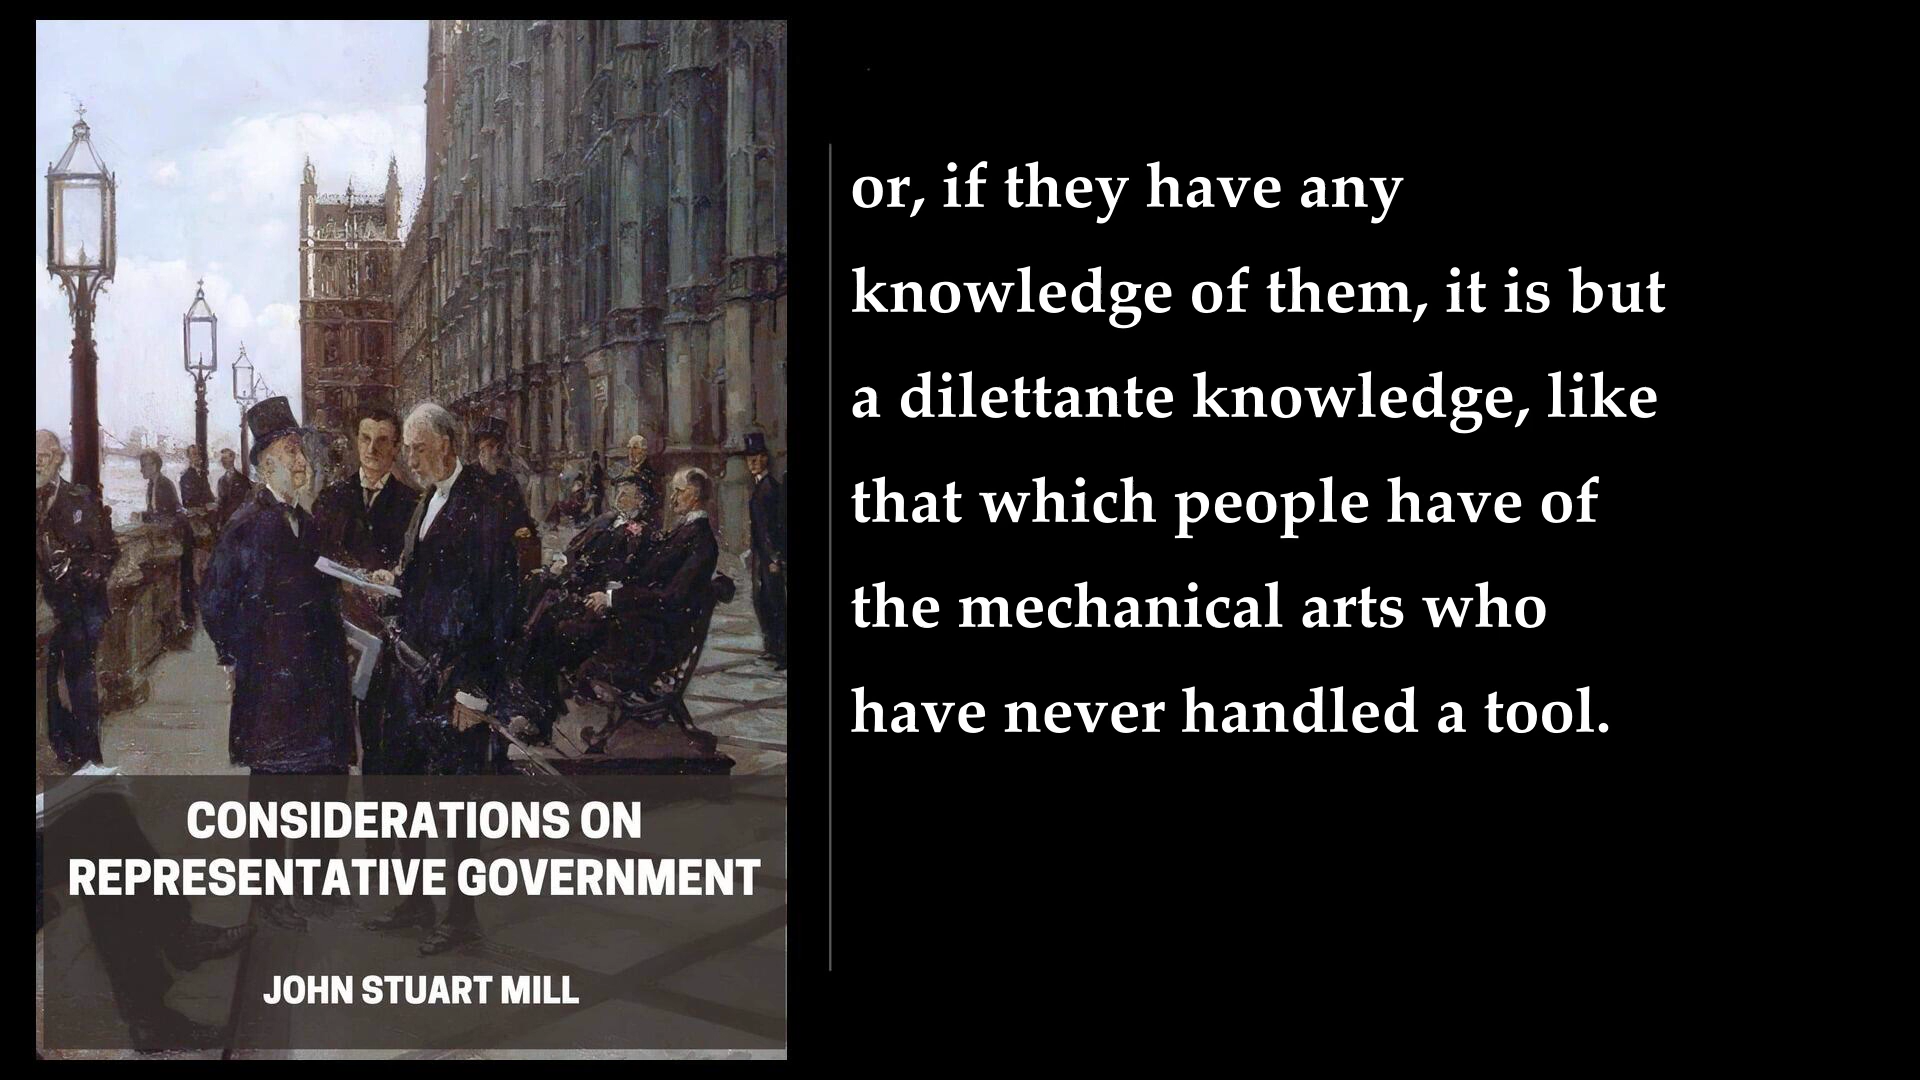 CONSIDERATIONS ON
REPRESENTATIVE GOVERNMENT
JOHN STUART MILL
or, if they have any
knowledge of them, it is but
a dilettante knowledge, like
that which people have of
the mechanical arts who
have never handled a tool.